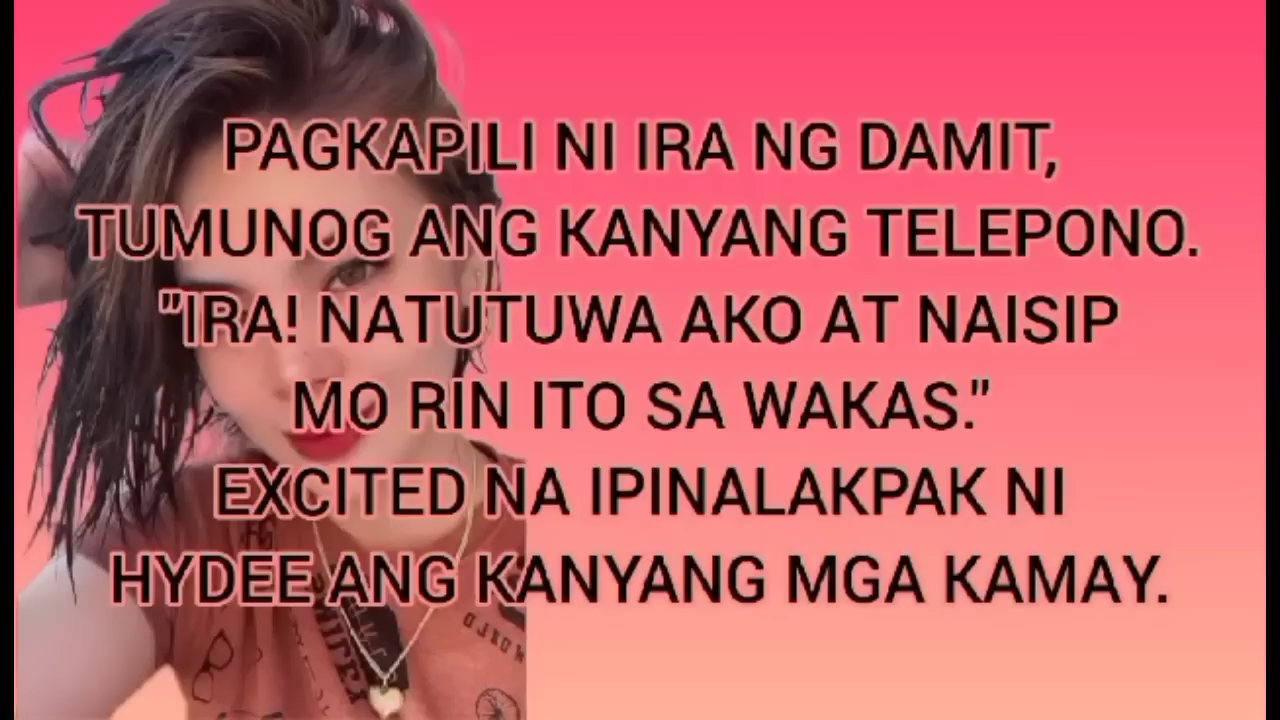 PAGKAPILI NI IRA NG DAMIT,
TUMUNOG ANG KANYANG TELEPONO.
"IRA! NATUTUWA AKO AT NAISIP
MO RIN ITO SA WAKAS."
EXCITED NA IPINALAKPAK NI
HYDEE ANG KANYANG MGA KAMAY.